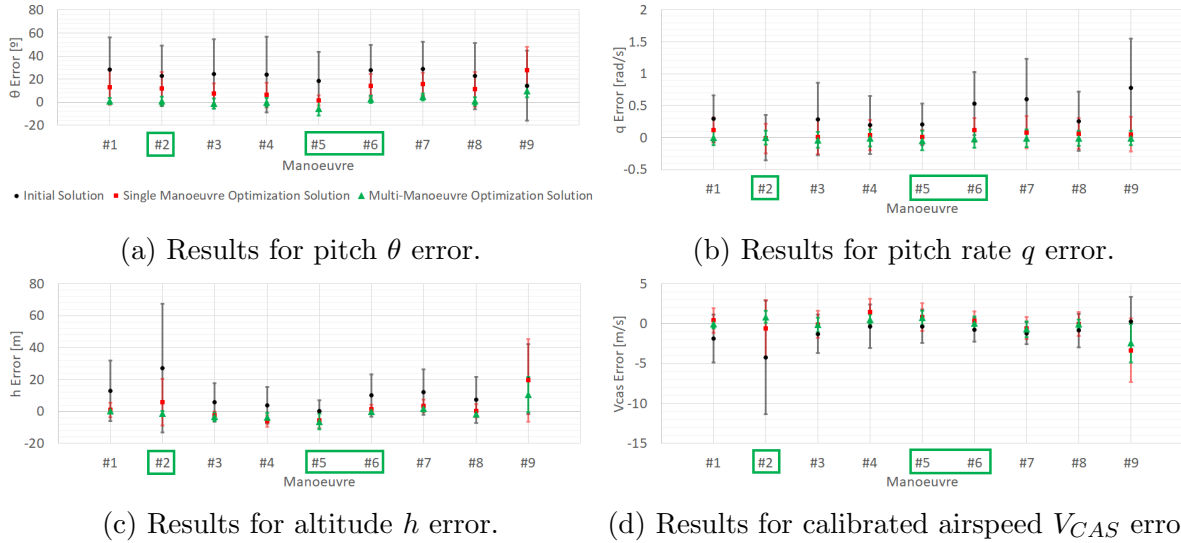 80
60
40
20
0
-20
θ Error [º]
#1 #2 #3 #4 #5 #6 #7 #8 #9
Manoeuvre
Initial Solution Single Manoeuvre Optimization Solution Multi-Manoeuvre Optimization Solution
(a) Results for pitch θ error.
2
1.5
1
0.5
0
-0.5
q Error [rad/s]
#1 #2 #3 #4 #5 #6 #7 #8 #9
Manoeuvre
(b) Results for pitch rate q error.
80
60
40
20
0
-20
h Error [m]
#1 #2 #3 #4 #5 #6 #7 #8 #9
Manoeuvre
(c) Results for altitude h error.
5
0
-5
-10
-15
Vcas Error [m/s]
#1 #2 #3 #4 #5 #6 #7 #8 #9
Manoeuvre
(d) Results for calibrated airspeed V_CAS erro